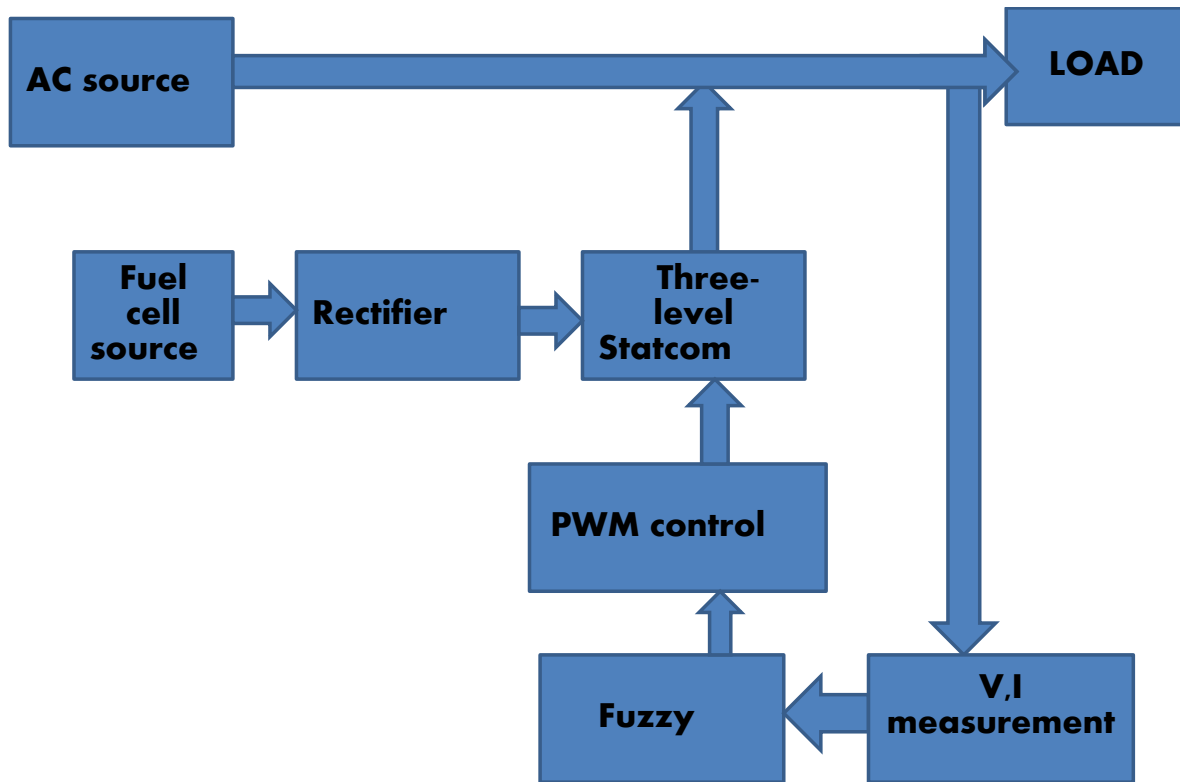 AC source
LOAD
Fuel
cell
source
Rectifier
Three-
level
Statcom
PWM control
Fuzzy
V,I
measurement